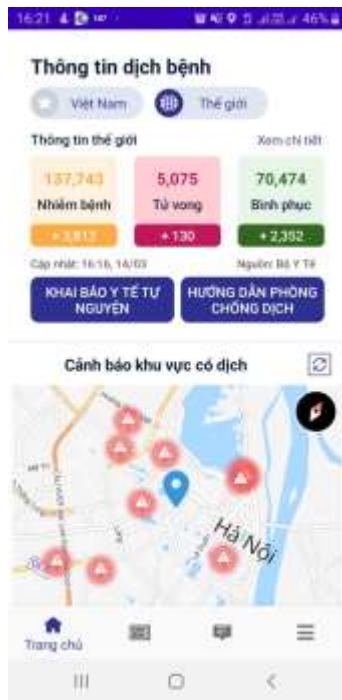 16:21
46%
Thông tin dịch bệnh
Việt Nam
Thế giới
Thông tin thế giới
Xem chi tiết
137,743
5,075
70,474
Nhiễm bệnh
Tử vong
Bình phục
+ 130
+ 2,352
Cập nhật: 16:16, 14/03
Nguồn: Bộ Y Tế
KHAI BÁO Y TẾ TỰ
NGUYỆN
HƯỚNG DẪN PHÒNG
CHỐNG DỊCH
Cảnh báo khu vực có dịch
Hà Nội
Trang chủ